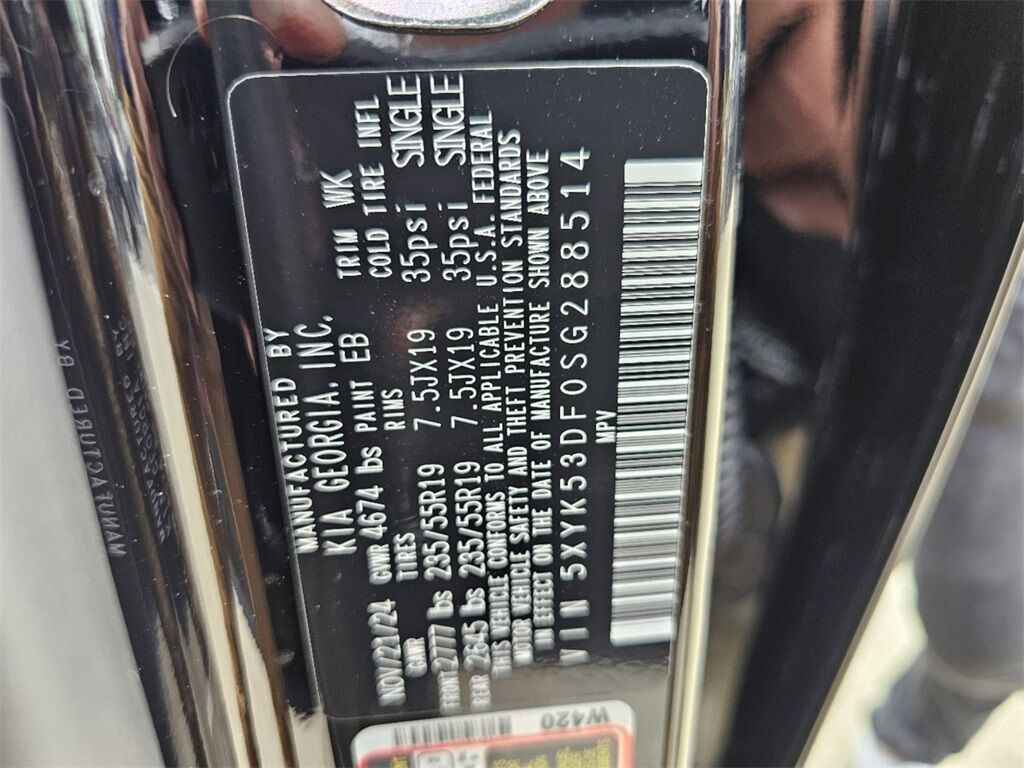 MANUFACTURED BY
KIA GEORGIA. INC.
NOV/21/24 GVWR 4674 lbs PAINT EB TRIM WK
GAWR TIRES RIMS COLD TIRE INFL
FRONT 2777 lbs 235/55R19 7.5JX19 35psi SINGLE
REAR 2645 lbs 235/55R19 7.5JX19 35psi SINGLE
THIS VEHICLE CONFORMS TO ALL APPLICABLE U.S.A. FEDERAL
MOTOR VEHICLE SAFETY AND THEFT PREVENTION STANDARDS
IN EFFECT ON THE DATE OF MANUFACTURE SHOWN ABOVE
VIN 5XYK53DF0SG288514
MPV
W420
MANUFACTURED BY